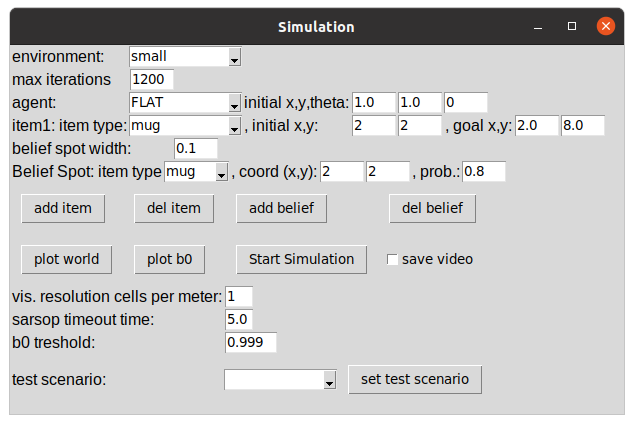 Simulation
environment: small
max iterations 1200
agent: FLAT initial x,y,theta: 1.0 1.0 0
item1: item type: mug , initial x,y: 2 2 , goal x,y: 2.0 8.0
belief spot width: 0.1
Belief Spot: item type mug , coord (x,y): 2 2 , prob.: 0.8
add item del item add belief del belief
plot world plot b0 Start Simulation save video
vis. resolution cells per meter: 1
sarsop timeout time: 5.0
b0 treshold: 0.999
test scenario: set test scenario